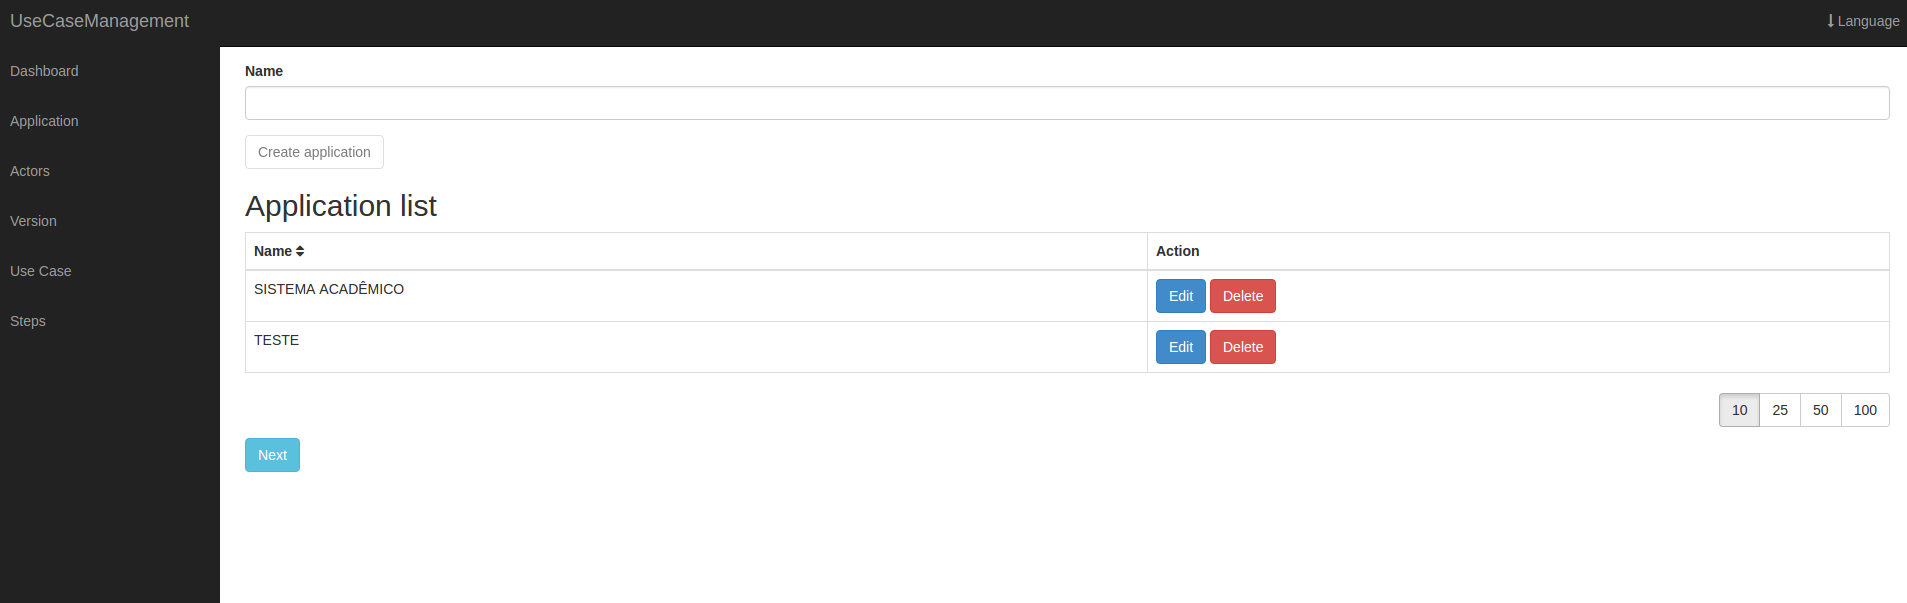 UseCaseManagement
Language
Dashboard
Application
Actors
Version
Use Case
Steps
Name
Create application
Application list
Name Action
SISTEMA ACADÊMICO Edit Delete
TESTE Edit Delete
10 25 50 100
Next